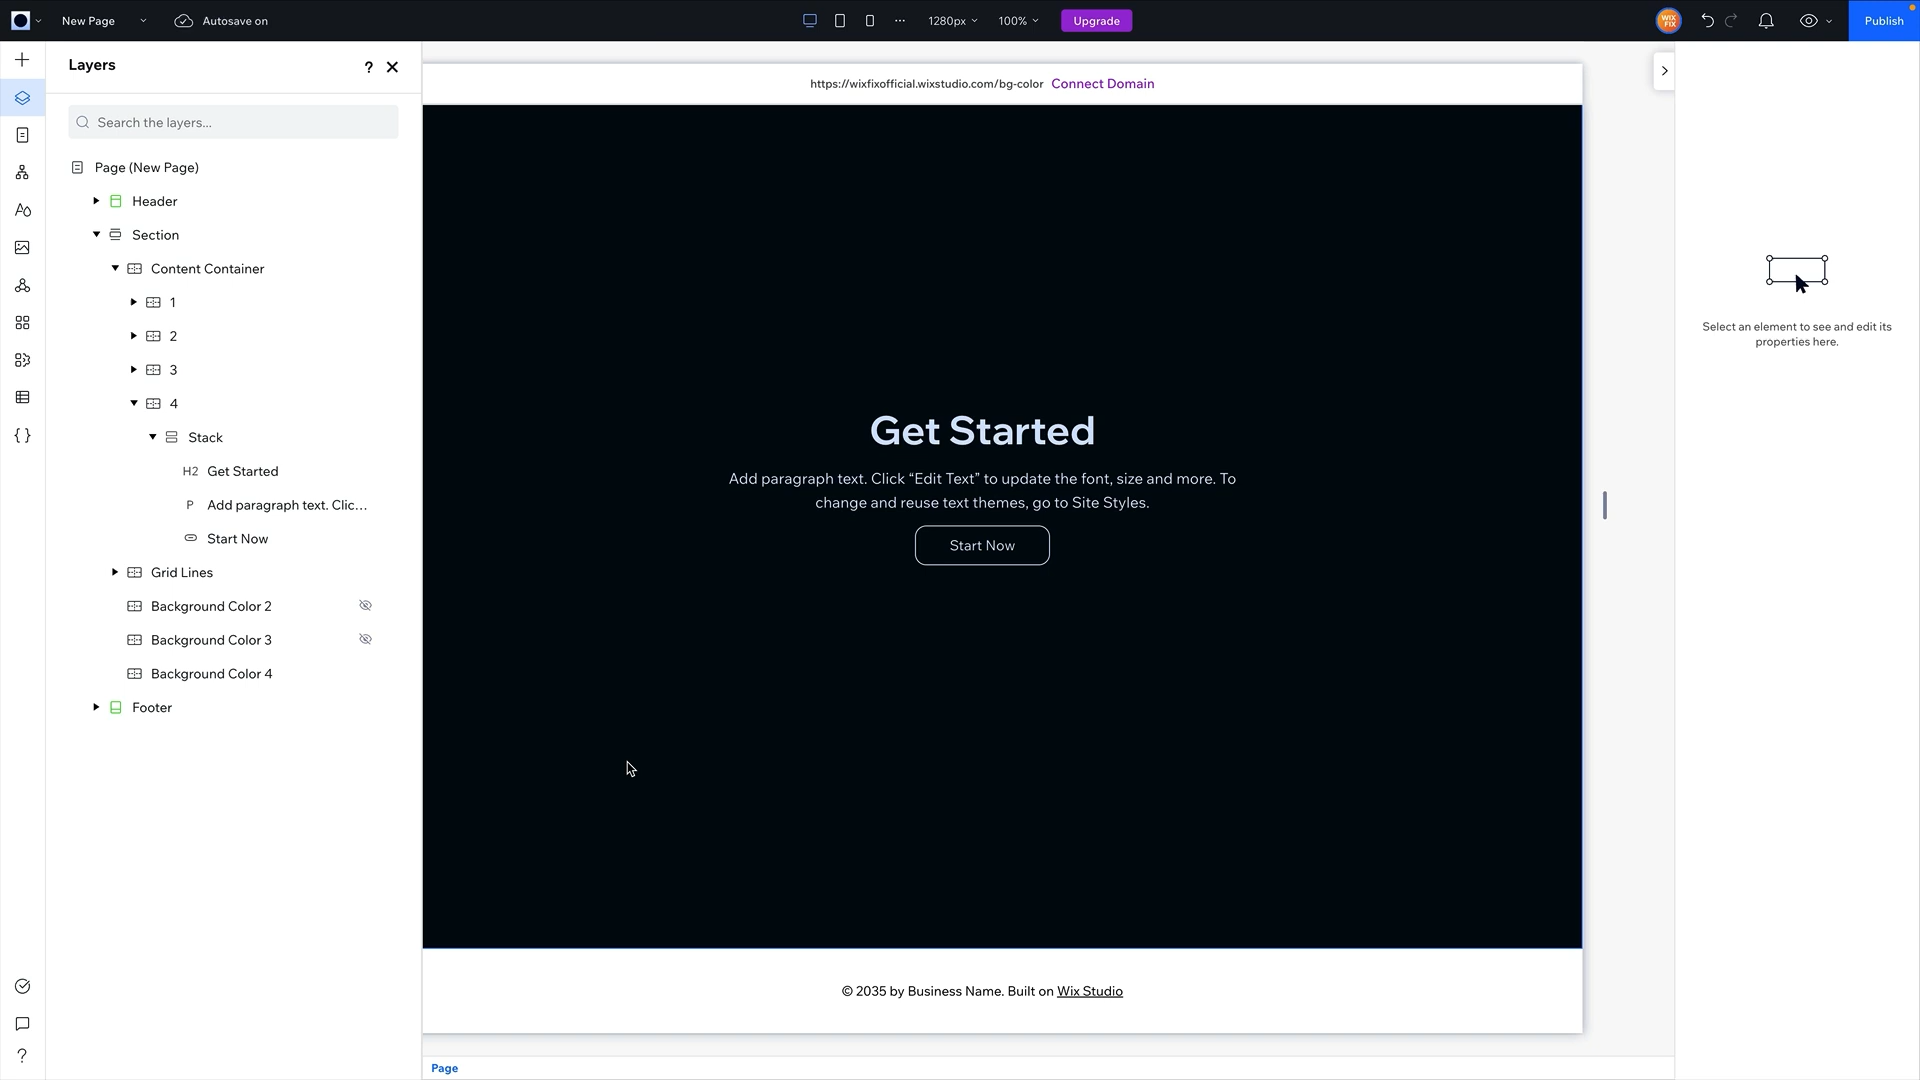 New Page
Autosave on
1280px
100%
Upgrade
WIX
FIX
Publish
Layers
?
Search the layers...
Page (New Page)
Header
Section
Content Container
1
2
3
4
Stack
H2 Get Started
P Add paragraph text. Clic...
Start Now
Grid Lines
Background Color 2
Background Color 3
Background Color 4
Footer
https://wixfixofficial.wixstudio.com/bg-color Connect Domain
Get Started
Add paragraph text. Click “Edit Text” to update the font, size and more. To
change and reuse text themes, go to Site Styles.
Start Now
© 2035 by Business Name. Built on Wix Studio
Page
Select an element to see and edit its
properties here.